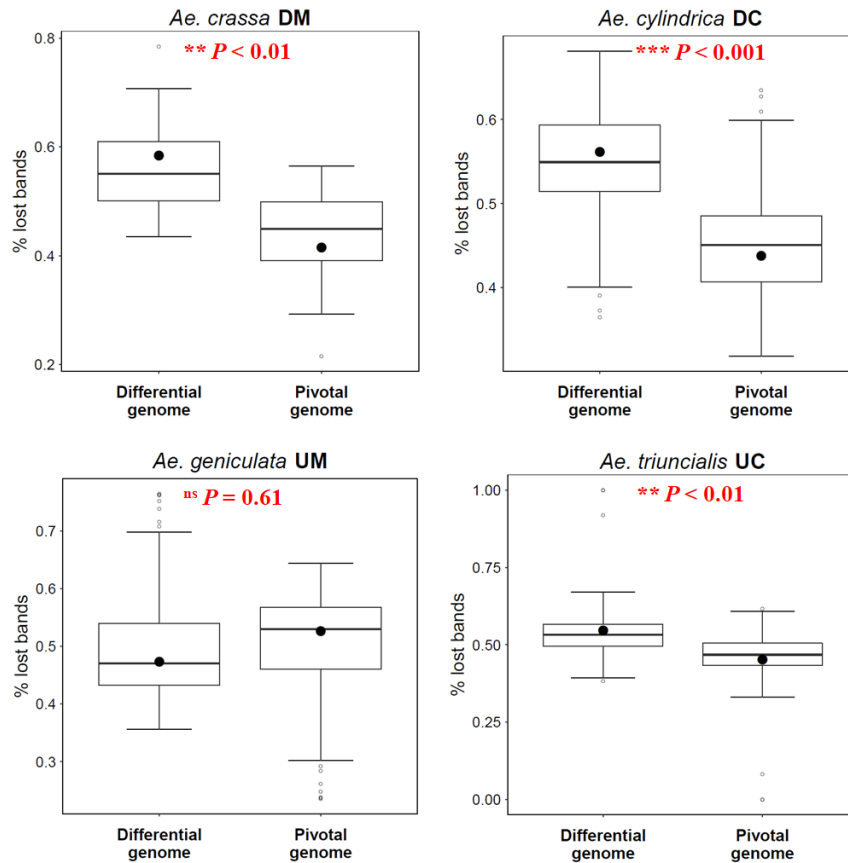 Ae. crassa DM
** P < 0.01
% lost bands
0.8
0.6
0.4
0.2
Differential
genome
Pivotal
genome
Ae. cylindrica DC
*** P < 0.001
% lost bands
0.6
0.5
0.4
Differential
genome
Pivotal
genome
Ae. geniculata UM
ns P = 0.61
% lost bands
0.7
0.6
0.5
0.4
0.3
Differential
genome
Pivotal
genome
Ae. triuncialis UC
** P < 0.01
% lost bands
1.00
0.75
0.50
0.25
0.00
Differential
genome
Pivotal
genome